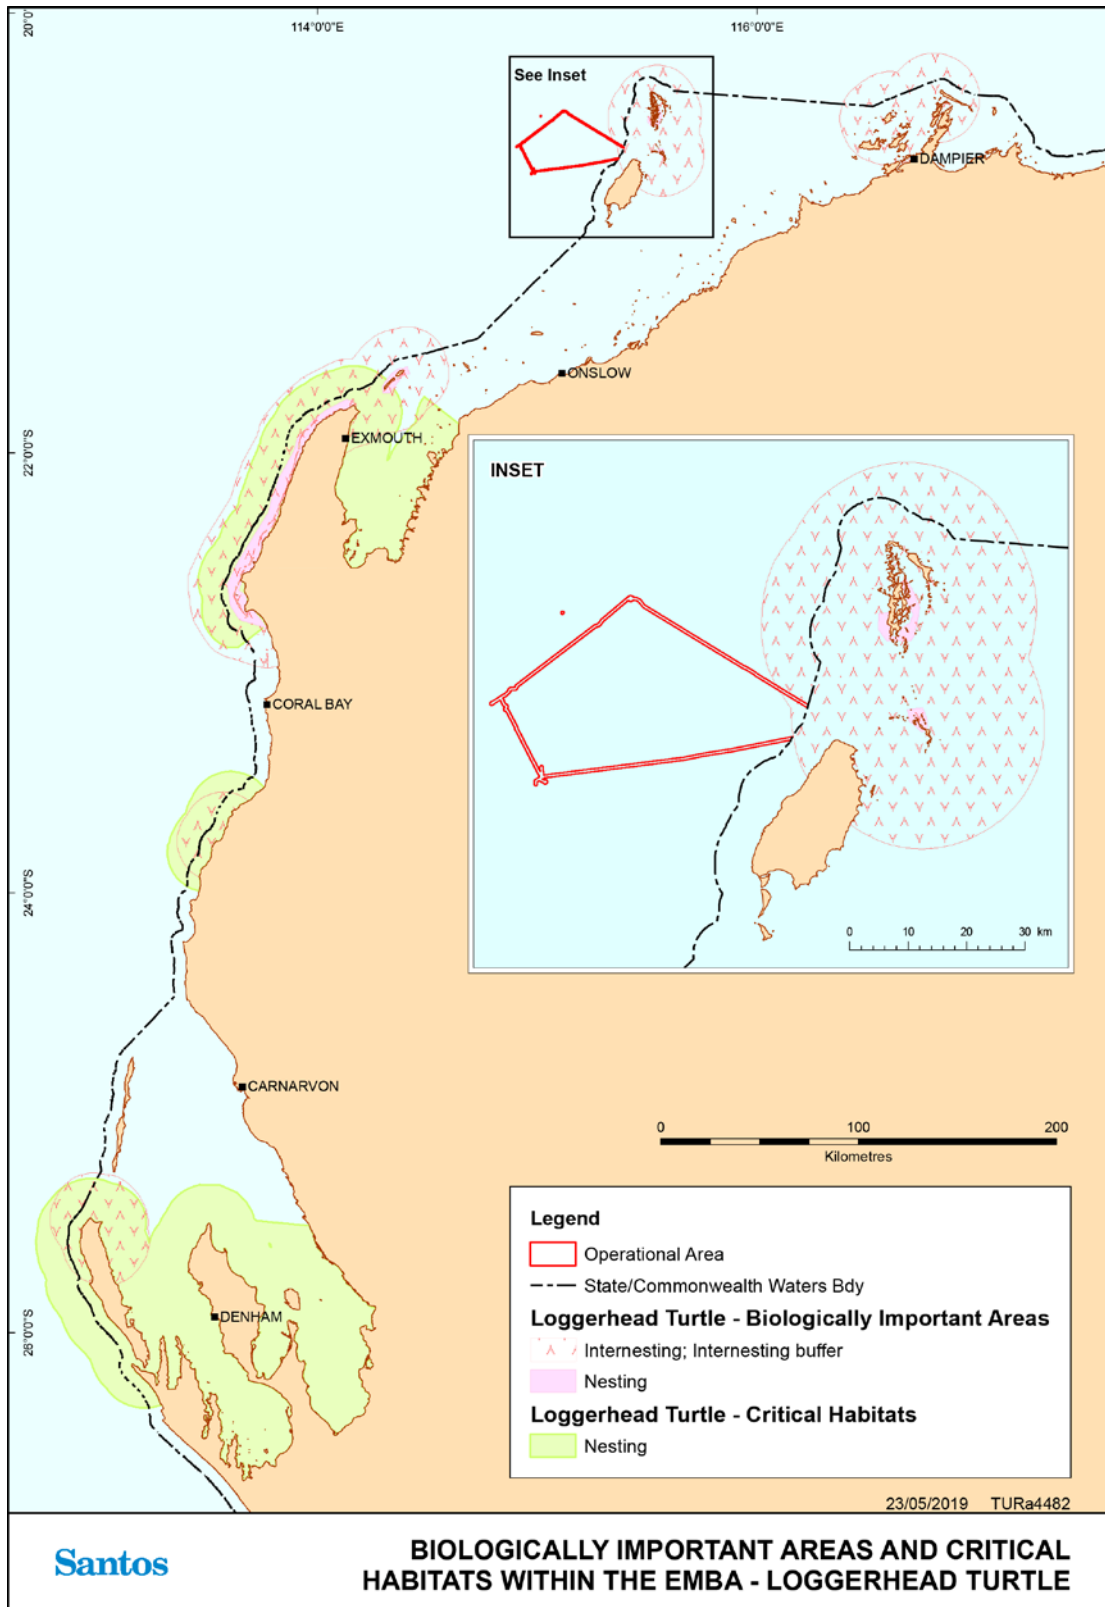 114°0'0"E
116°0'0"E
20°0'0"S
See Inset
DAMPIER
ONSLOW
EXMOUTH
22°0'0"S
INSET
CORAL BAY
24°0'0"S
0 10 20 30 km
CARNARVON
0 100 200
Kilometres
Legend
Operational Area
State/Commonwealth Waters Bdy
Loggerhead Turtle - Biologically Important Areas
Internesting; Internesting buffer
Nesting
Loggerhead Turtle - Critical Habitats
Nesting
DENHAM
26°0'0"S
23/05/2019 TURa4482
Santos
BIOLOGICALLY IMPORTANT AREAS AND CRITICAL
HABITATS WITHIN THE EMBA - LOGGERHEAD TURTLE